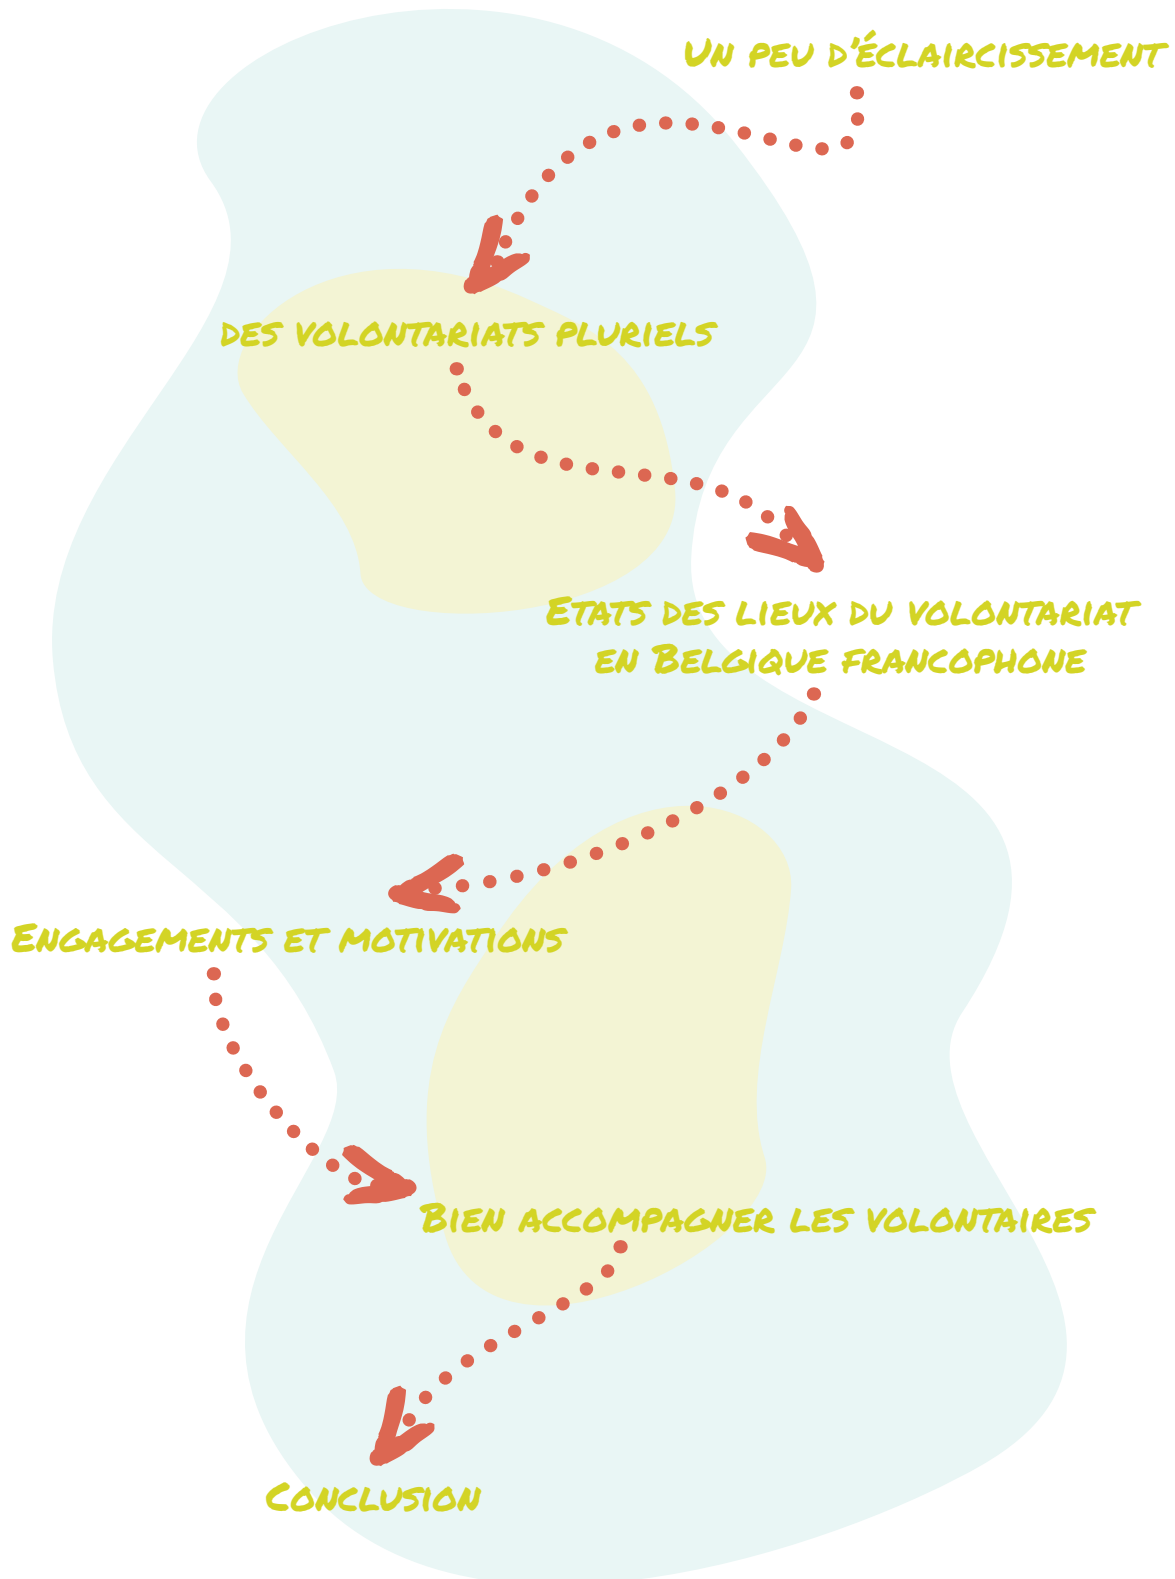 Un peu d'éclaircissement
des volontariats pluriels
Etats des lieux du volontariat
en Belgique francophone
Engagements et motivations
Bien accompagner les volontaires
Conclusion